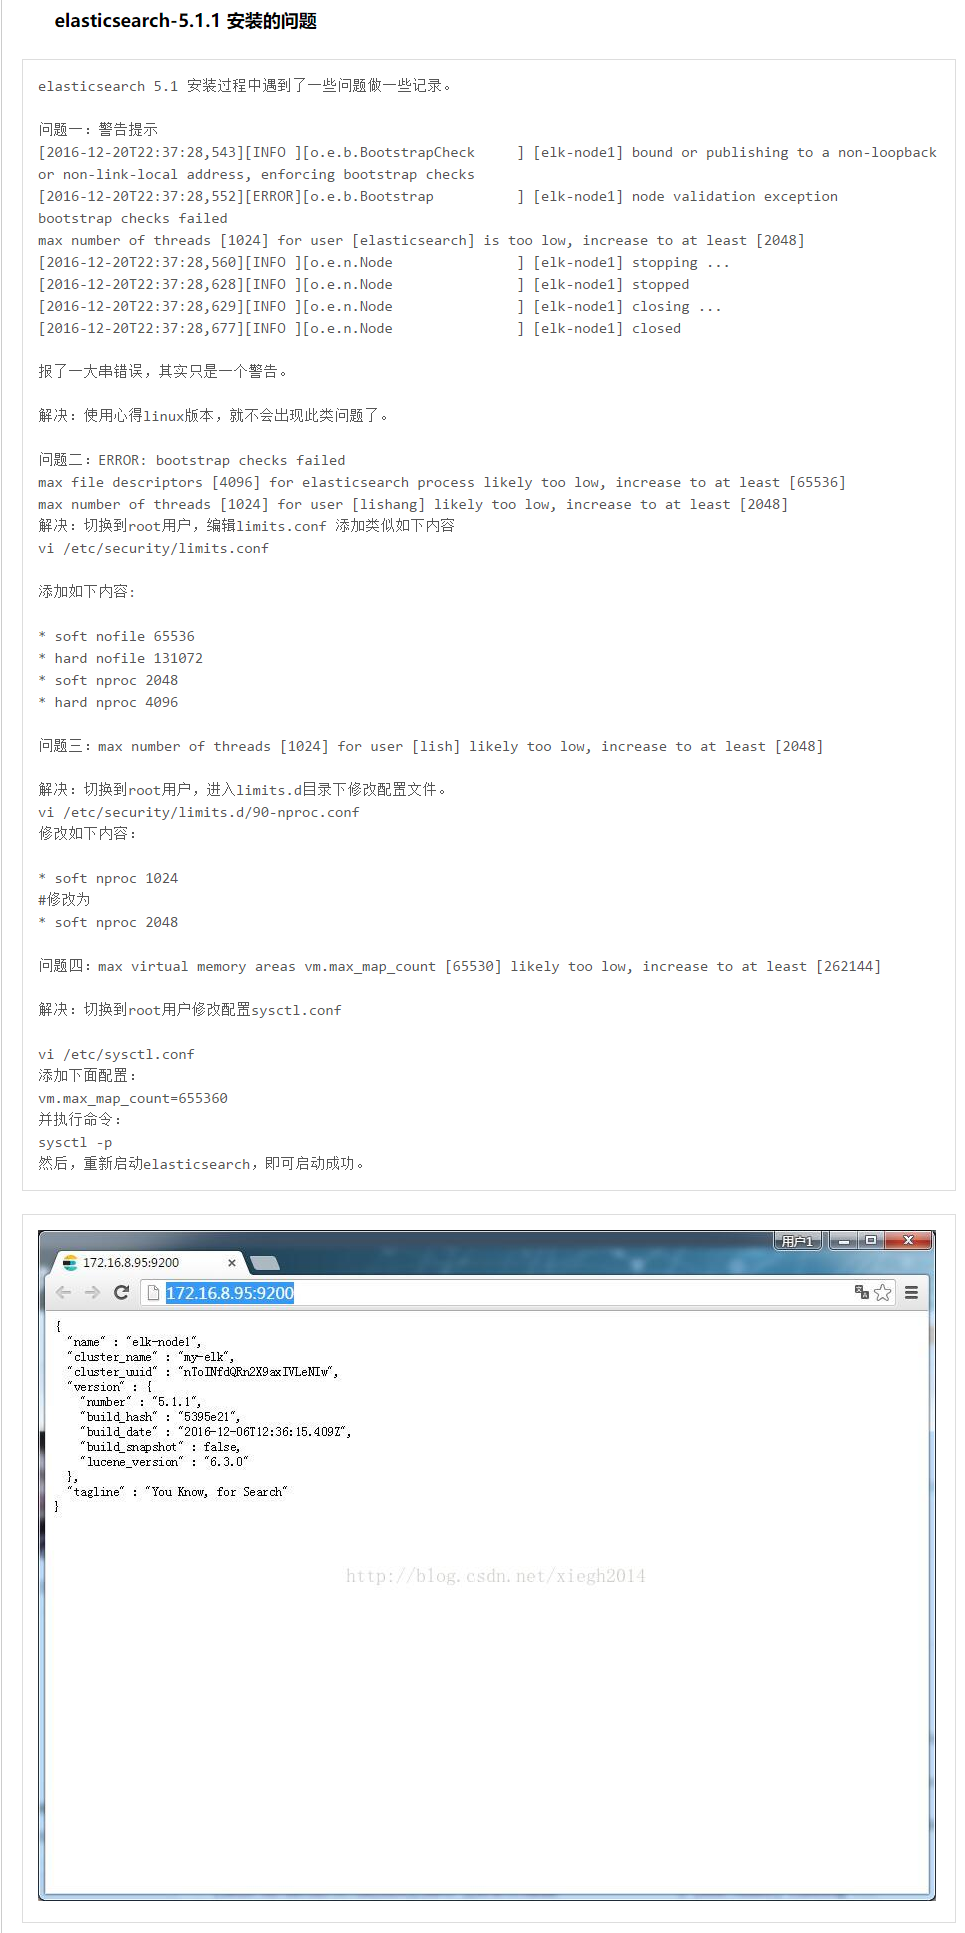 elasticsearch-5.1.1 安装的问题
elasticsearch 5.1 安装过程中遇到了一些问题做一些记录。
问题一：警告提示
[2016-12-20T22:37:28,543][INFO ][o.e.b.BootstrapCheck     ] [elk-node1] bound or publishing to a non-loopback
or non-link-local address, enforcing bootstrap checks
[2016-12-20T22:37:28,552][ERROR][o.e.b.Bootstrap          ] [elk-node1] node validation exception
bootstrap checks failed
max number of threads [1024] for user [elasticsearch] is too low, increase to at least [2048]
[2016-12-20T22:37:28,560][INFO ][o.e.n.Node               ] [elk-node1] stopping ...
[2016-12-20T22:37:28,628][INFO ][o.e.n.Node               ] [elk-node1] stopped
[2016-12-20T22:37:28,629][INFO ][o.e.n.Node               ] [elk-node1] closing ...
[2016-12-20T22:37:28,677][INFO ][o.e.n.Node               ] [elk-node1] closed
报了一大串错误，其实只是一个警告。
解决：使用心得linux版本，就不会出现此类问题了。
问题二：ERROR: bootstrap checks failed
max file descriptors [4096] for elasticsearch process likely too low, increase to at least [65536]
max number of threads [1024] for user [lishang] likely too low, increase to at least [2048]
解决：切换到root用户，编辑limits.conf 添加类似如下内容
vi /etc/security/limits.conf
添加如下内容:
* soft nofile 65536
* hard nofile 131072
* soft nproc 2048
* hard nproc 4096
问题三：max number of threads [1024] for user [lish] likely too low, increase to at least [2048]
解决：切换到root用户，进入limits.d目录下修改配置文件。
vi /etc/security/limits.d/90-nproc.conf
修改如下内容：
* soft nproc 1024
#修改为
* soft nproc 2048
问题四：max virtual memory areas vm.max_map_count [65530] likely too low, increase to at least [262144]
解决：切换到root用户修改配置sysctl.conf
vi /etc/sysctl.conf
添加下面配置：
vm.max_map_count=655360
并执行命令：
sysctl -p
然后，重新启动elasticsearch，即可启动成功。
用户1
172.16.8.95:9200
172.16.8.95:9200
{
"name" : "elk-node1",
"cluster_name" : "my-elk",
"cluster_uuid" : "nToINfdQRn2X9axIVLeNIw",
"version" : {
"number" : "5.1.1",
"build_hash" : "5395e21",
"build_date" : "2016-12-06T12:36:15.409Z",
"build_snapshot" : false,
"lucene_version" : "6.3.0"
},
"tagline" : "You Know, for Search"
}
http://blog.csdn.net/xiegh2014